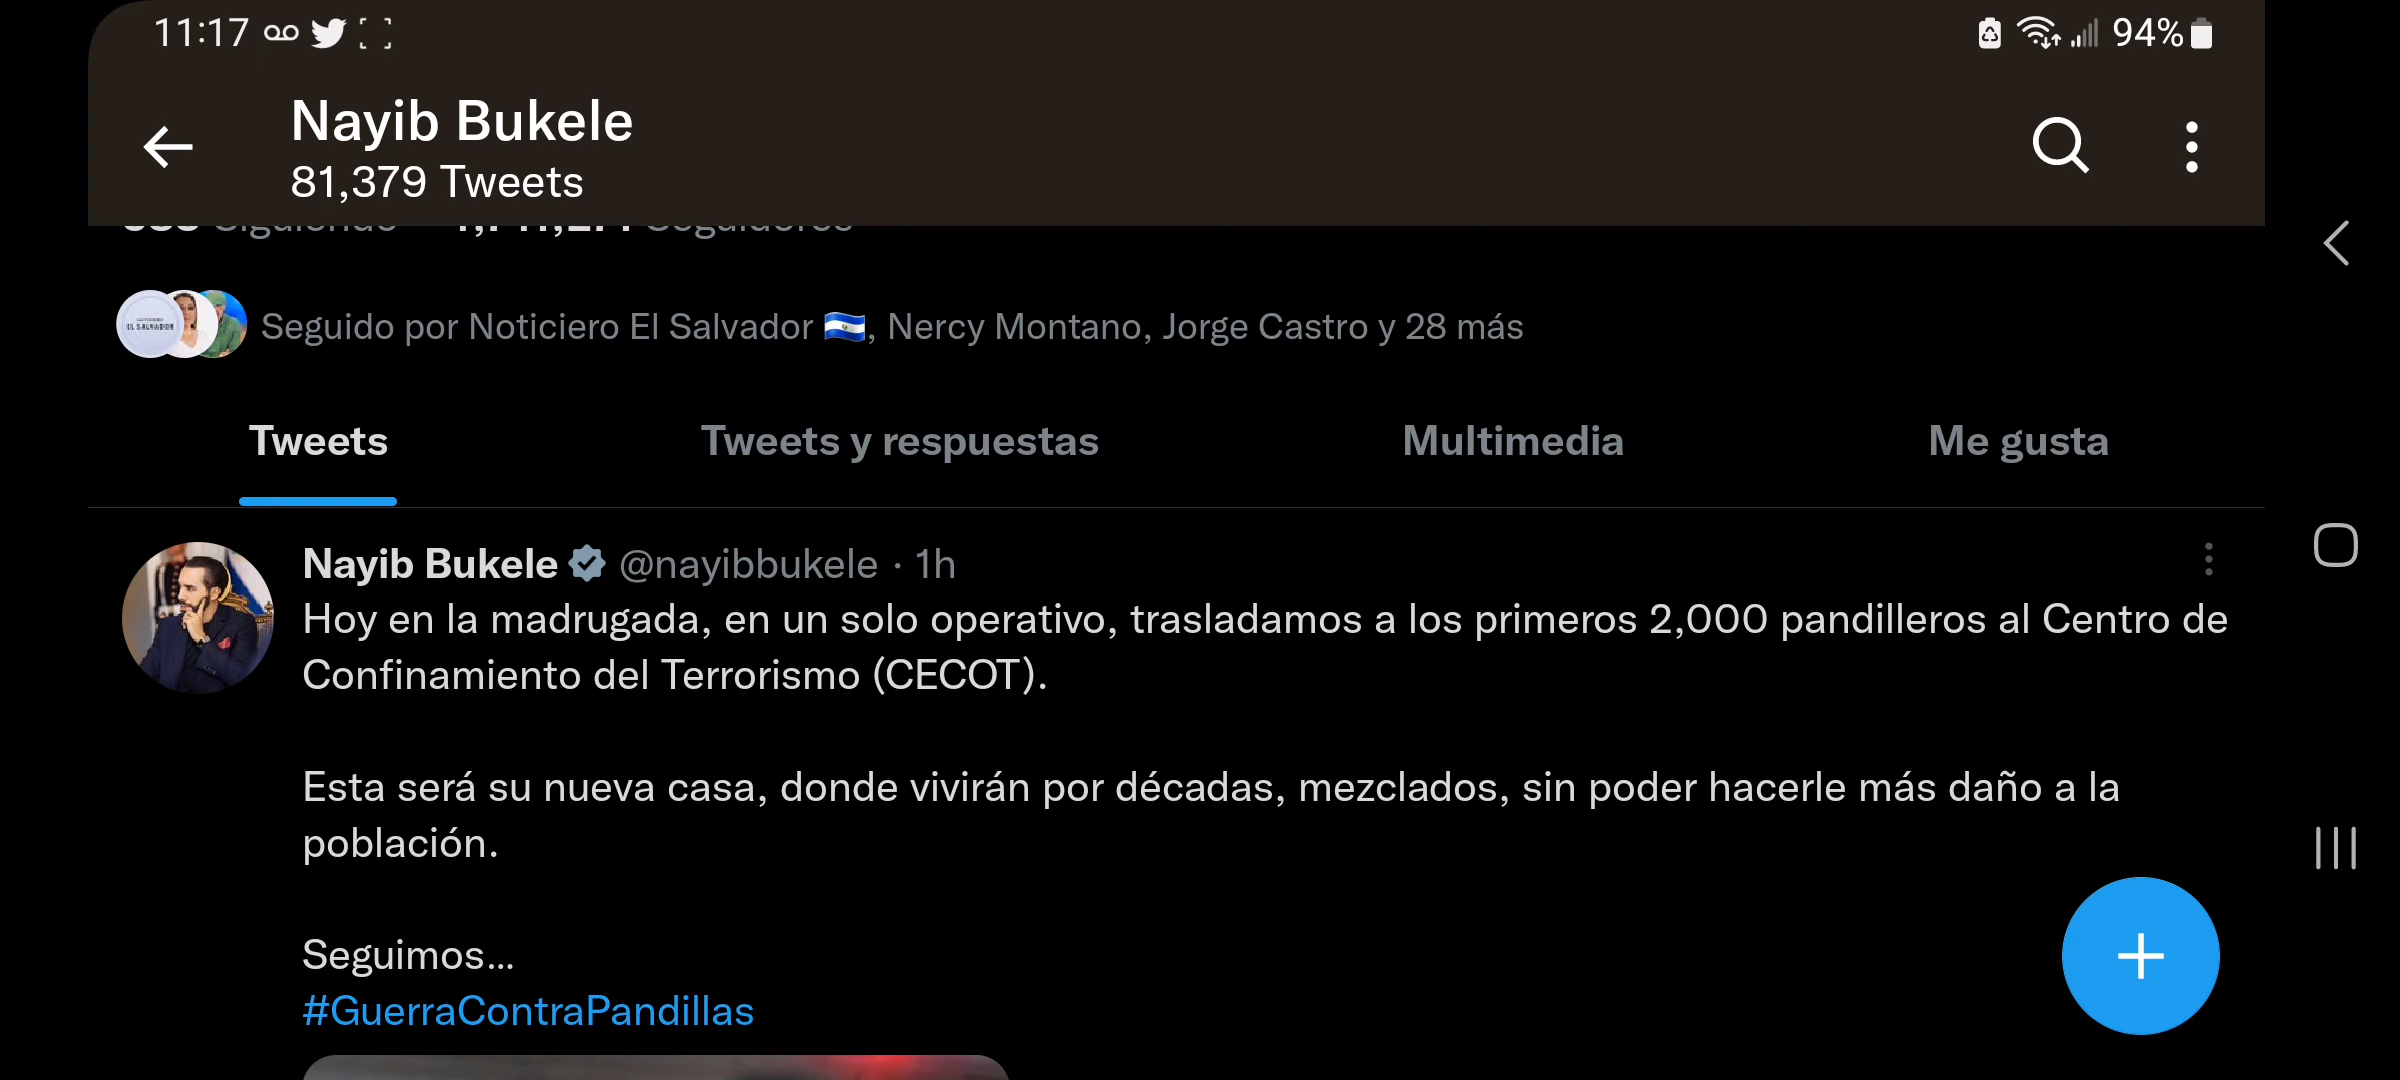 11:17
94%
Nayib Bukele
81,379 Tweets
Siguiendo Seguidores
Seguido por Noticiero El Salvador 🇸🇻, Nercy Montano, Jorge Castro y 28 más
Tweets Tweets y respuestas Multimedia Me gusta
Nayib Bukele @nayibbukele · 1h
Hoy en la madrugada, en un solo operativo, trasladamos a los primeros 2,000 pandilleros al Centro de
Confinamiento del Terrorismo (CECOT).
Esta será su nueva casa, donde vivirán por décadas, mezclados, sin poder hacerle más daño a la
población.
Seguimos...
#GuerraContraPandillas